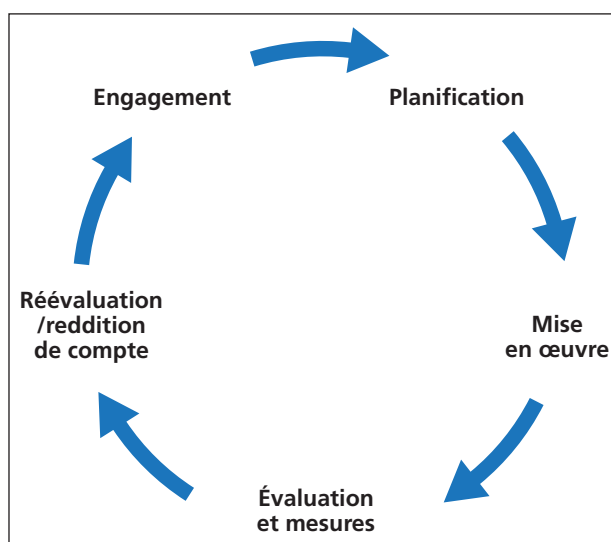 Engagement
Planification
Mise
en œuvre
Évaluation
et mesures
Réévaluation
/reddition
de compte